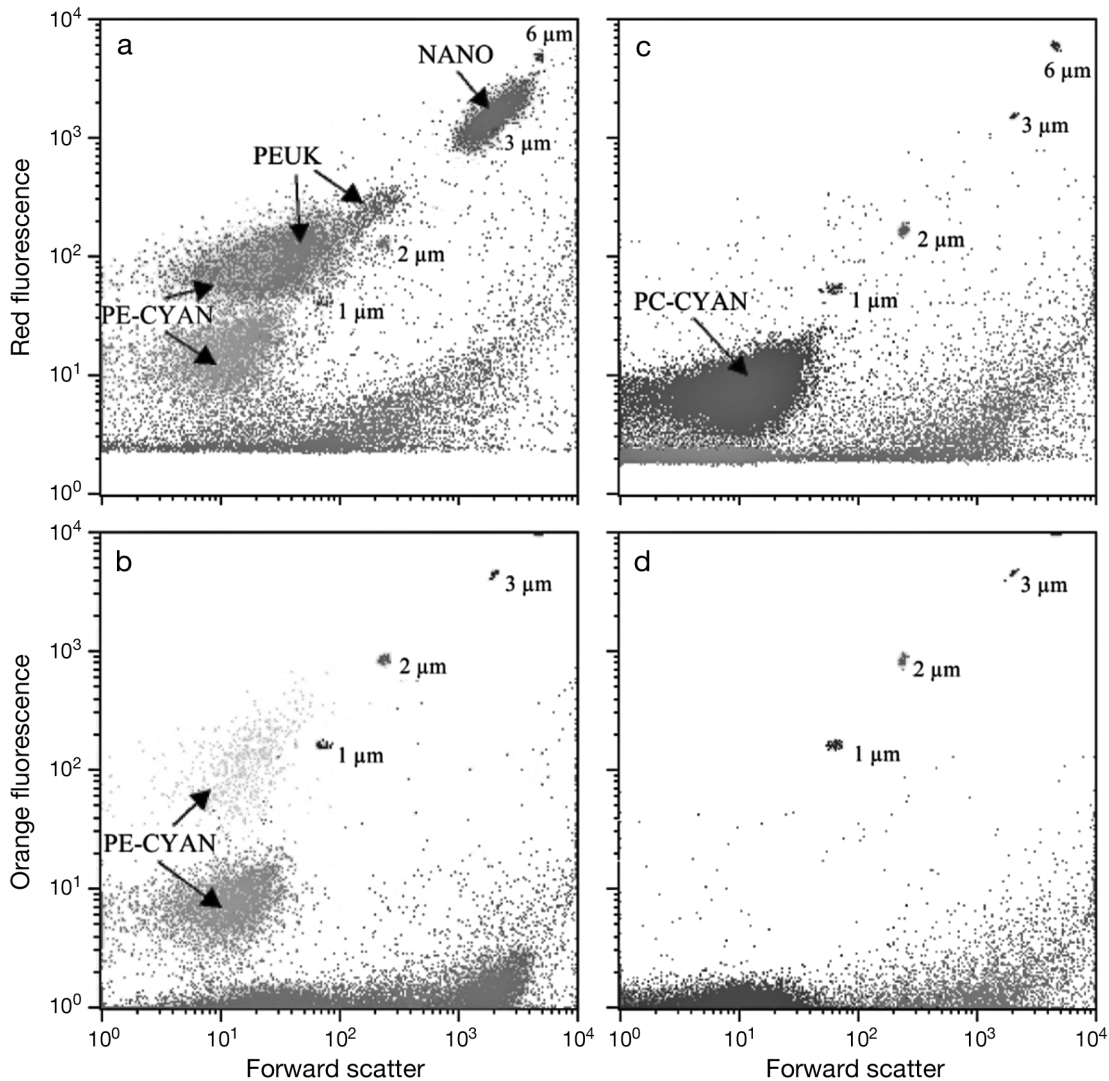 10⁴
10³
10²
10¹
10⁰
Red fluorescence
a
NANO
6 µm
3 µm
PEUK
2 µm
1 µm
PE-CYAN
c
6 µm
3 µm
2 µm
1 µm
PC-CYAN
10⁴
10³
10²
10¹
10⁰
Orange fluorescence
b
3 µm
2 µm
1 µm
PE-CYAN
d
3 µm
2 µm
1 µm
10⁰ 10¹ 10² 10³ 10⁴
Forward scatter
10⁰ 10¹ 10² 10³ 10⁴
Forward scatter